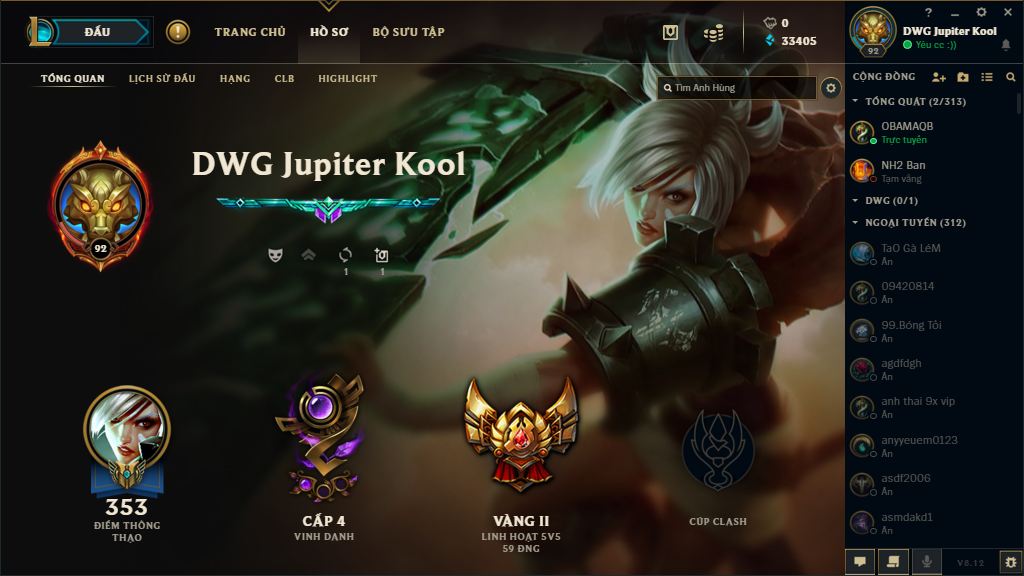 ĐẤU
TRANG CHỦ
HỒ SƠ
BỘ SƯU TẬP
0
33405
DWG Jupiter Kool
Yêu cc :))
92
TỔNG QUAN
LỊCH SỬ ĐẤU
HẠNG
CLB
HIGHLIGHT
Tìm Anh Hùng
DWG Jupiter Kool
92
1
1
353
ĐIỂM THÔNG
THẠO
CẤP 4
VINH DANH
VÀNG II
LINH HOẠT 5V5
59 ĐNG
CÚP CLASH
CỘNG ĐỒNG
TỔNG QUÁT (2/313)
OBAMAQB
Trực tuyến
NH2 Ban
Tạm vắng
DWG (0/1)
NGOẠI TUYẾN (312)
TaO Gà LéM
Ẩn
09420814
Ẩn
99.Bóng Tối
Ẩn
agdfdgh
Ẩn
anh thai 9x vip
Ẩn
anyyeuem0123
Ẩn
asdf2006
Ẩn
asmdakd1
Ẩn
V8.12